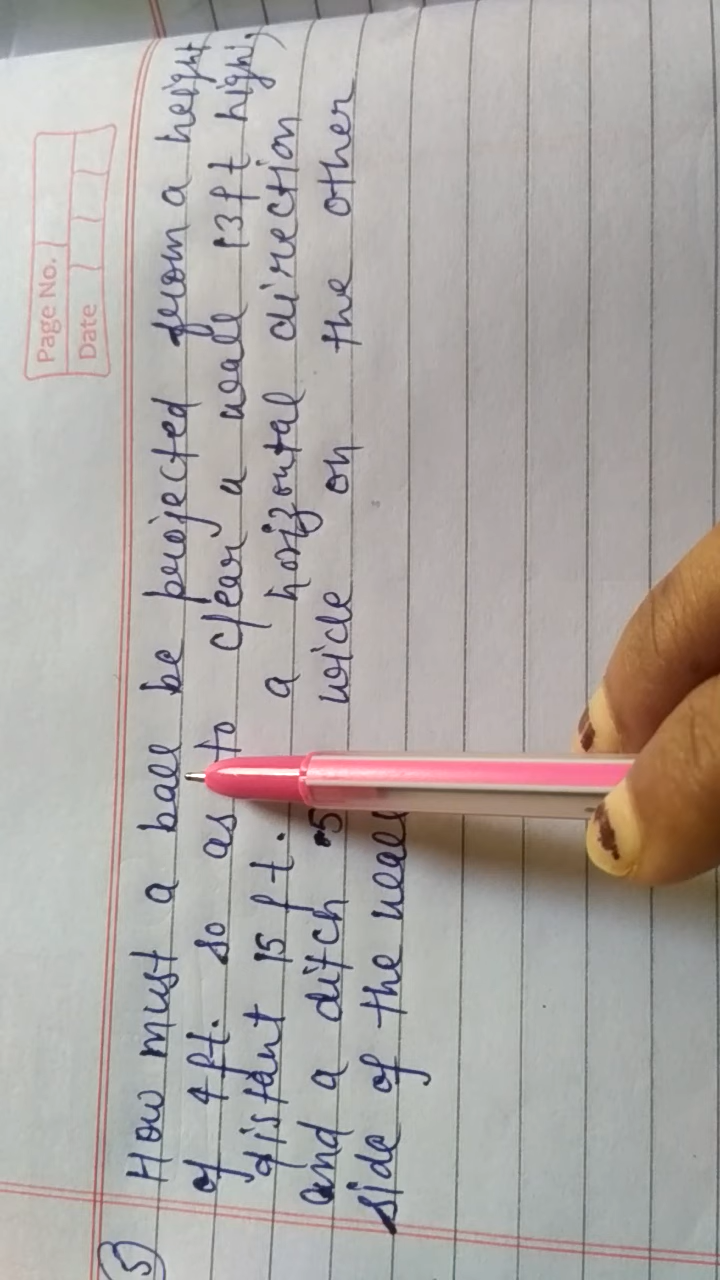 Page No.
Date
5
How must a ball be projected from a height
of 4ft. so as to clear a wall 13ft high,
distant 15 ft. a horizontal direction
and a ditch 5 wide on the other
side of the wall